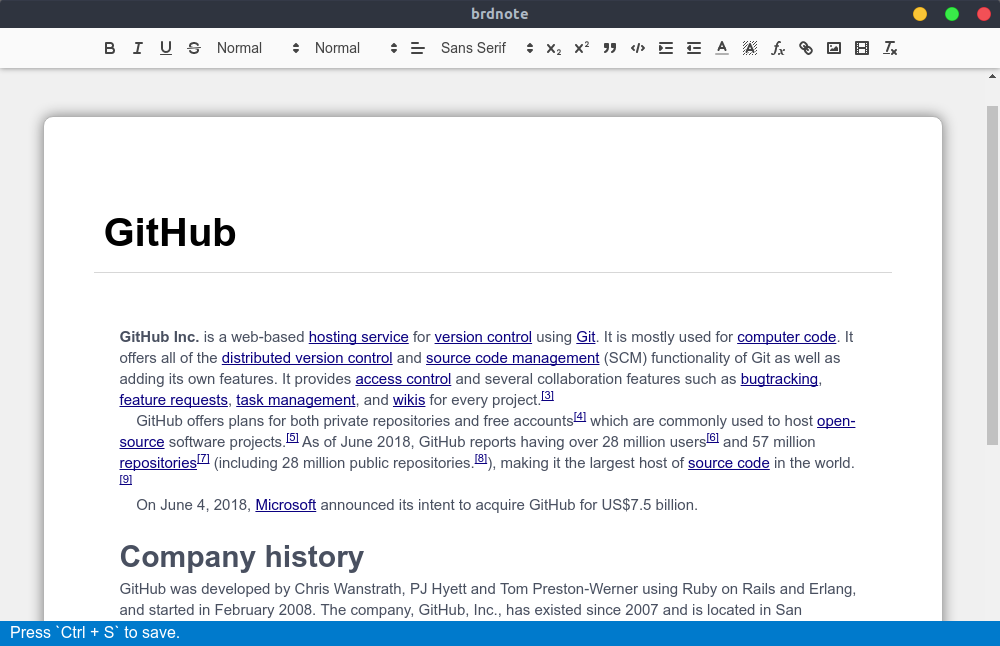 brdnote
B I U S Normal Normal Sans Serif X₂ X² A A fx Tx
GitHub
GitHub Inc. is a web-based hosting service for version control using Git. It is mostly used for computer code. It
offers all of the distributed version control and source code management (SCM) functionality of Git as well as
adding its own features. It provides access control and several collaboration features such as bugtracking,
feature requests, task management, and wikis for every project.[3]
GitHub offers plans for both private repositories and free accounts[4] which are commonly used to host open-
source software projects.[5] As of June 2018, GitHub reports having over 28 million users[6] and 57 million
repositories[7] (including 28 million public repositories.[8]), making it the largest host of source code in the world.
[9]
On June 4, 2018, Microsoft announced its intent to acquire GitHub for US$7.5 billion.
Company history
GitHub was developed by Chris Wanstrath, PJ Hyett and Tom Preston-Werner using Ruby on Rails and Erlang,
and started in February 2008. The company, GitHub, Inc., has existed since 2007 and is located in San
Press `Ctrl + S` to save.